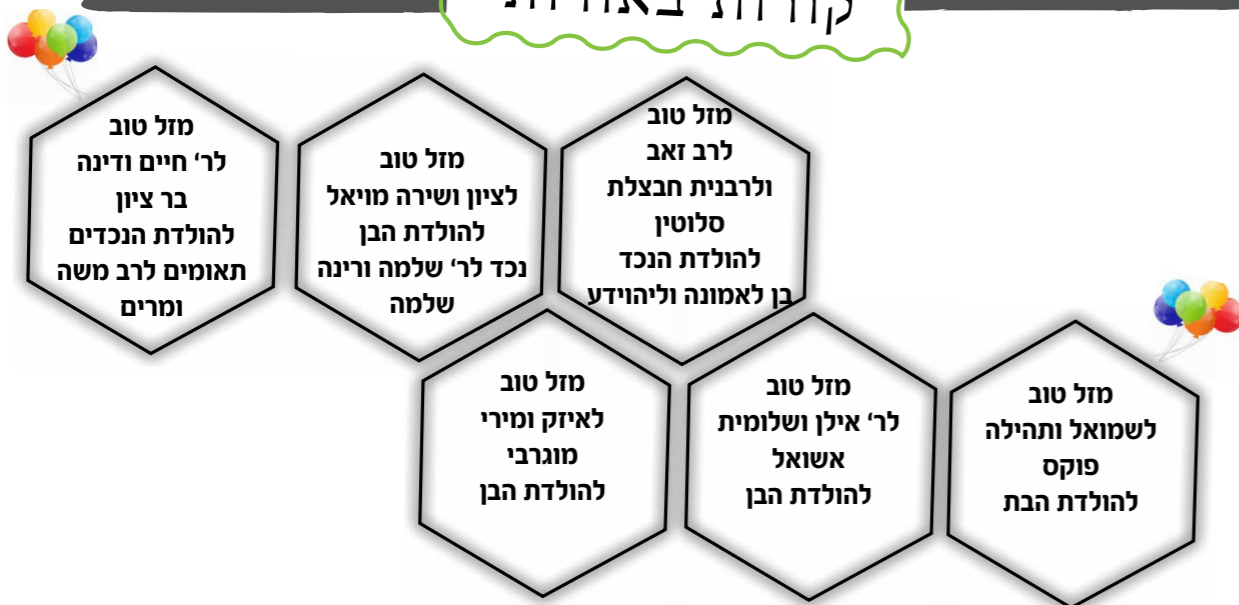 מזל טוב
לרב זאב
ולרבנית חבצלת
סלוטין
להולדת הנכד
בן לאמונה וליהוידע
מזל טוב
לציון ושירה מויאל
להולדת הבן
נכד לר' שלמה ורינה
שלמה
מזל טוב
לר' חיים ודינה
בר ציון
להולדת הנכדים
תאומים לרב משה
ומרים
מזל טוב
לשמואל ותהילה
פוקס
להולדת הבת
מזל טוב
לר' אילן ושלומית
אשואל
להולדת הבן
מזל טוב
לאיזק ומירי
מוגרבי
להולדת הבן